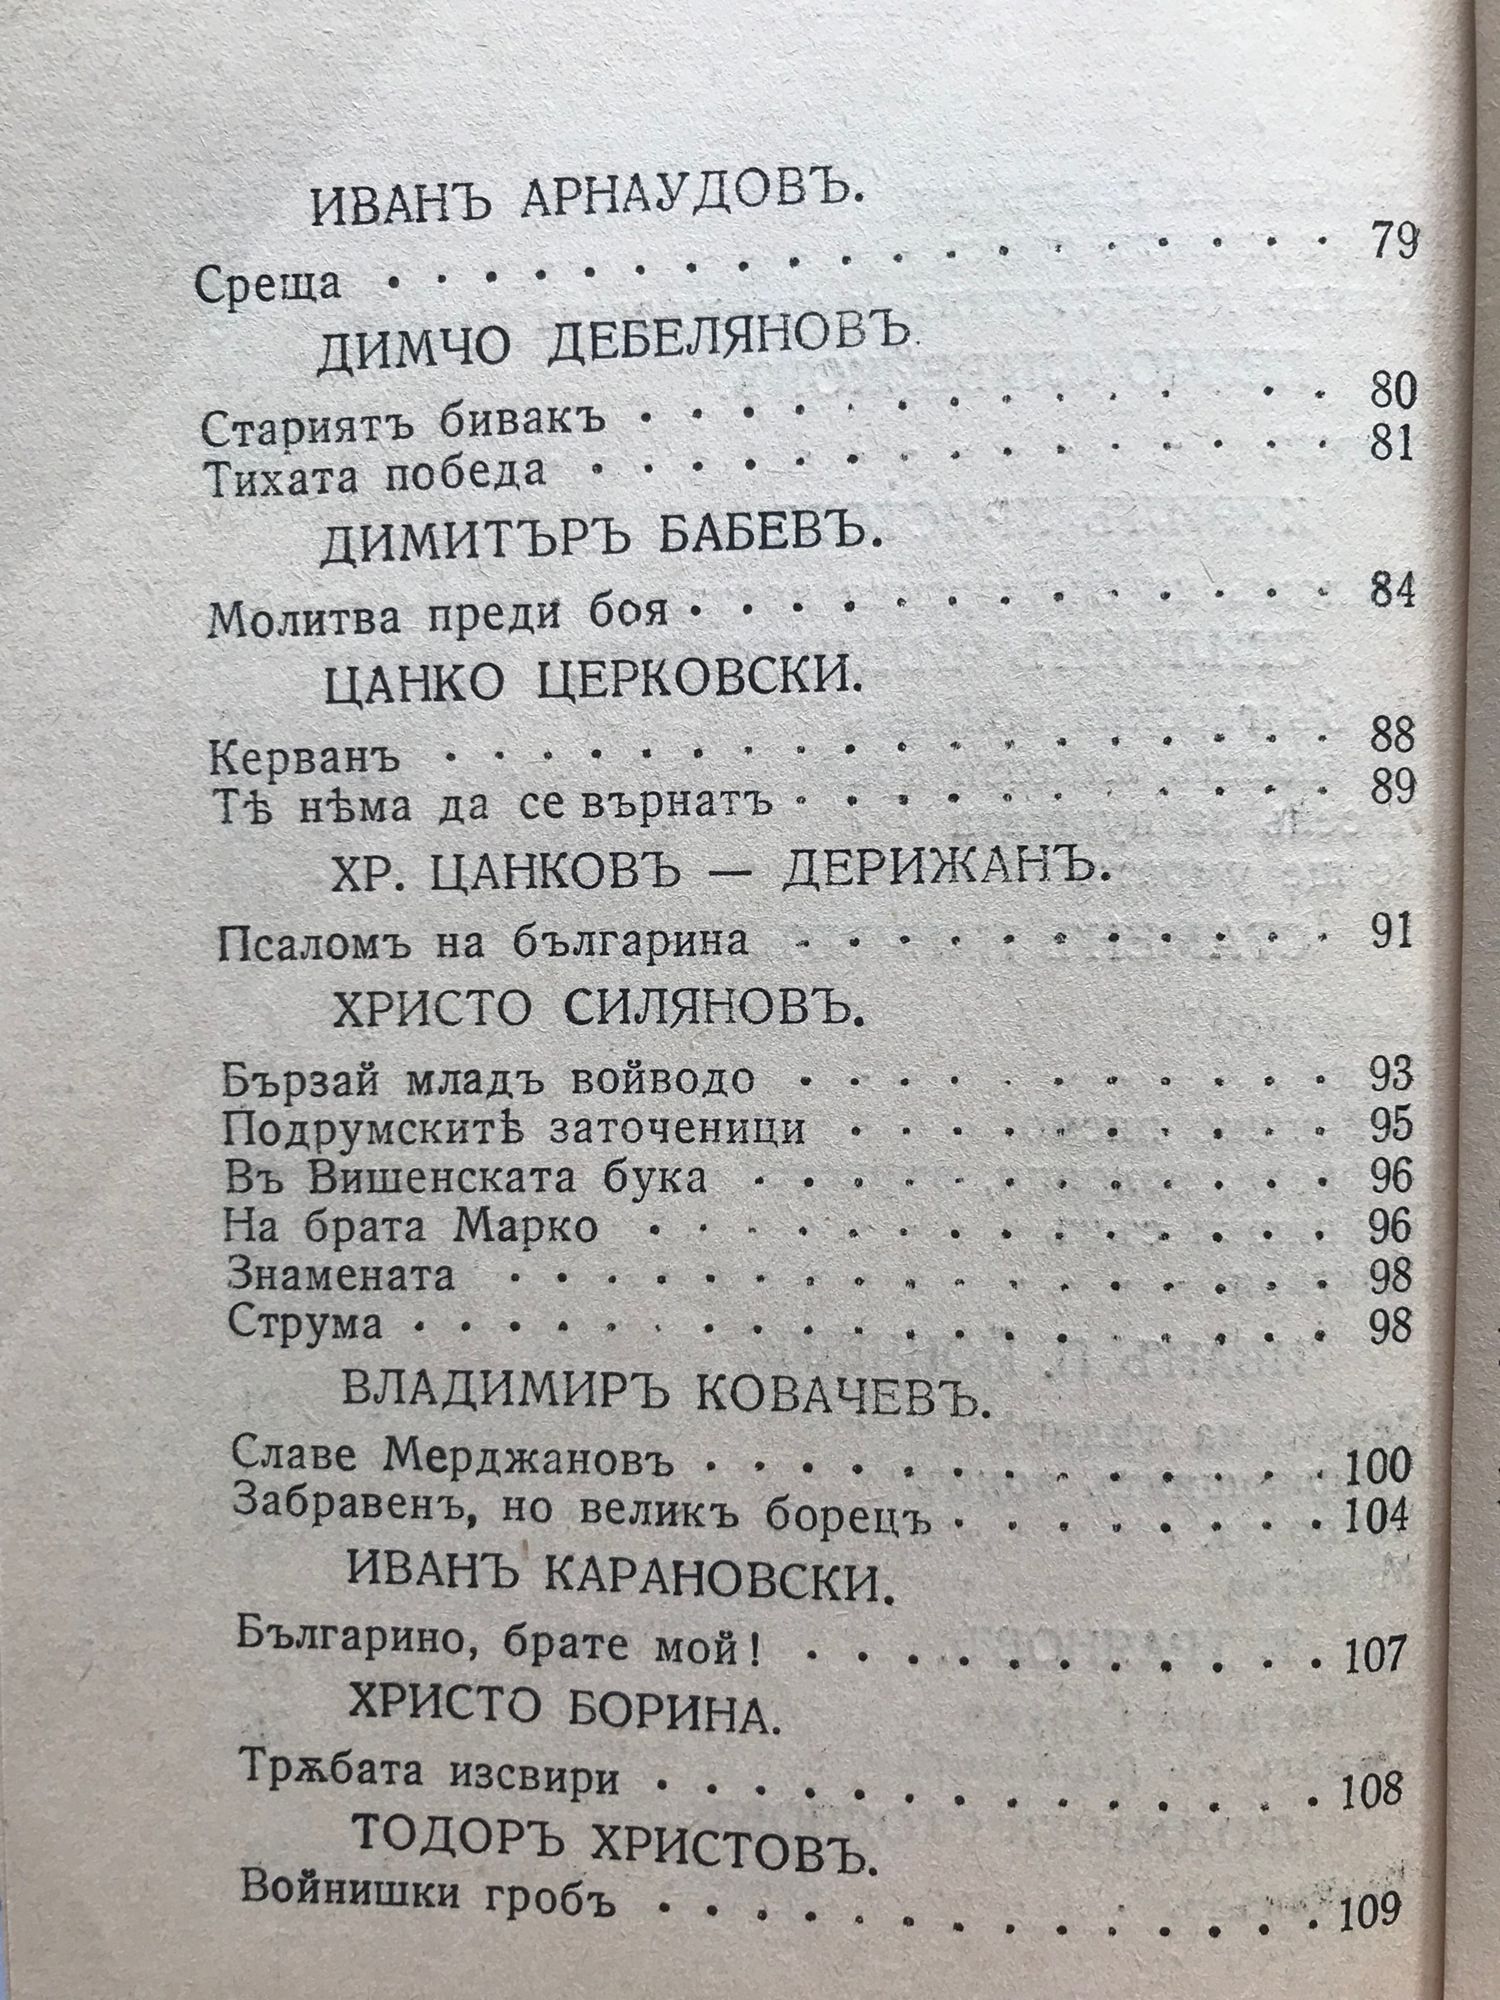 ИВАНЪ АРНАУДОВЪ.
Среща . . . . . . . . . . . . . . . . . . . 79
ДИМЧО ДЕБЕЛЯНОВЪ.
Стариятъ бивакъ . . . . . . . . . . . . . . 80
Тихата победа . . . . . . . . . . . . . . . 81
ДИМИТЪРЪ БАБЕВЪ.
Молитва преди боя . . . . . . . . . . . . . 84
ЦАНКО ЦЕРКОВСКИ.
Керванъ . . . . . . . . . . . . . . . . . . 88
Тѣ нѣма да се върнатъ . . . . . . . . . . . 89
ХР. ЦАНКОВЪ — ДЕРИЖАНЪ.
Псаломъ на българина . . . . . . . . . . . 91
ХРИСТО СИЛЯНОВЪ.
Бързай младъ войводо . . . . . . . . . . . 93
Подрумскитѣ заточеници . . . . . . . . . . 95
Въ Вишенската бука . . . . . . . . . . . . 96
На брата Марко . . . . . . . . . . . . . . 96
Знамената . . . . . . . . . . . . . . . . . 98
Струма . . . . . . . . . . . . . . . . . . . 98
ВЛАДИМИРЪ КОВАЧЕВЪ.
Славе Мерджановъ . . . . . . . . . . . . . 100
Забравенъ, но великъ борецъ . . . . . . . . 104
ИВАНЪ КАРАНОВСКИ.
Българино, брате мой! . . . . . . . . . . . 107
ХРИСТО БОРИНА.
Трѫбата изсвири . . . . . . . . . . . . . . 108
ТОДОРЪ ХРИСТОВЪ.
Войнишки гробъ . . . . . . . . . . . . . . 109